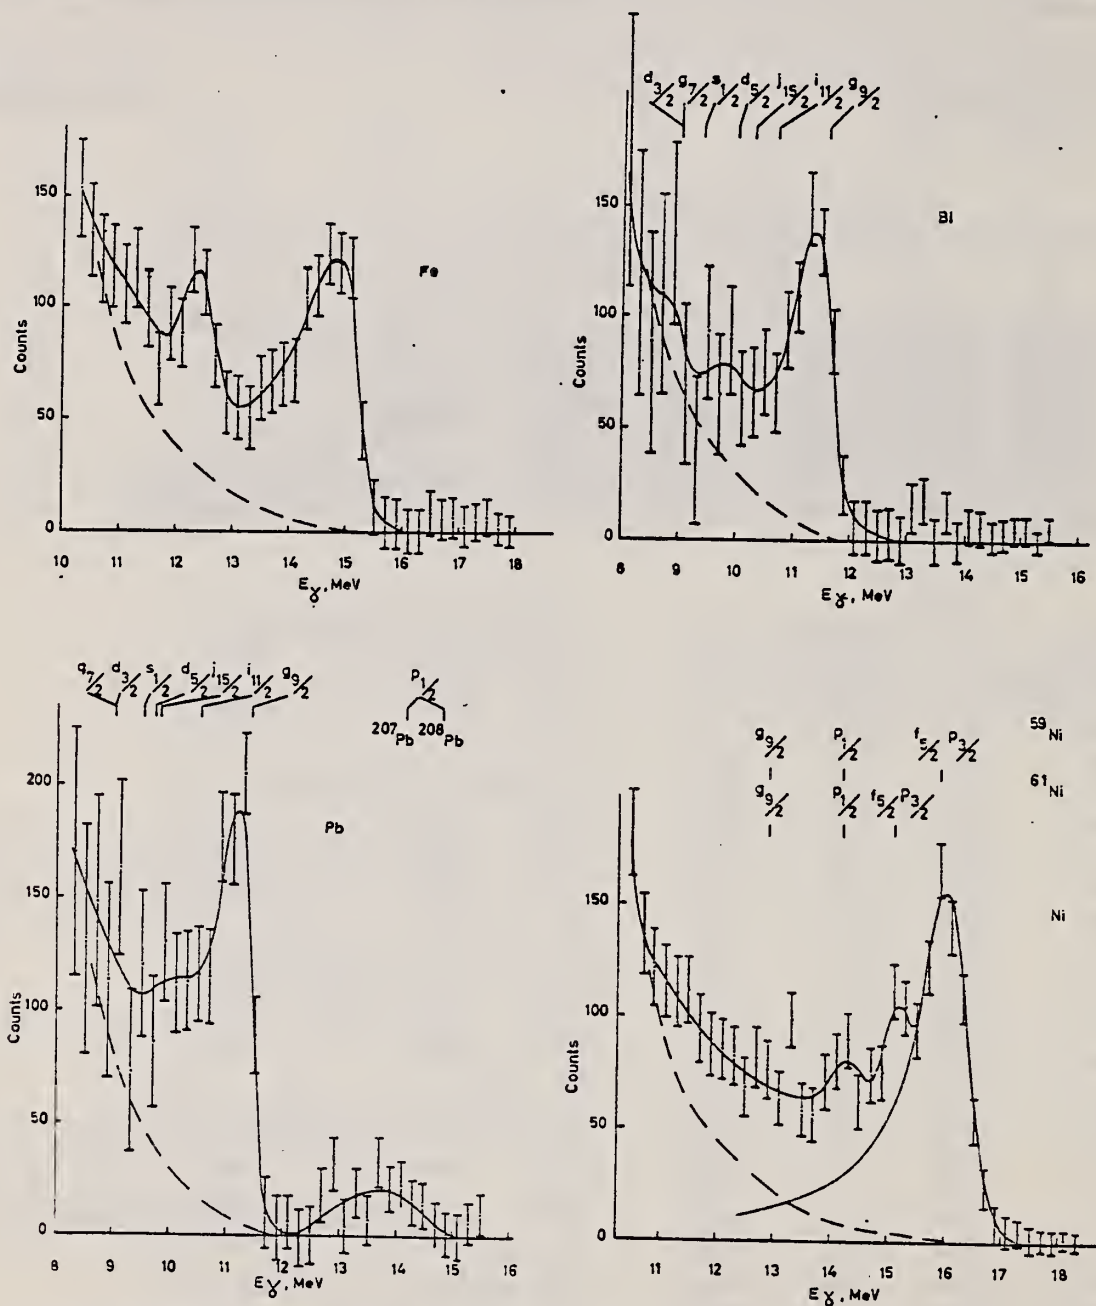 d3/2 g7/2 s1/2 d5/2 j15/2 i11/2 g9/2
150
100
50
0
Counts
Fe
10 11 12 13 14 15 16 17 18
Eγ, MeV
150
100
50
0
Counts
Bi
8 9 10 11 12 13 14 15 16
Eγ, MeV
g7/2 d3/2 s1/2 d5/2 j15/2 i11/2 g9/2
p1/2
207Pb 208Pb
200
150
100
50
0
Counts
Pb
8 9 10 11 12 13 14 15 16
Eγ, MeV
g9/2 p1/2 f5/2 p3/2 59Ni
g9/2 p1/2 f5/2 p3/2 61Ni
150
100
50
0
Counts
Ni
11 12 13 14 15 16 17 18
Eγ, MeV